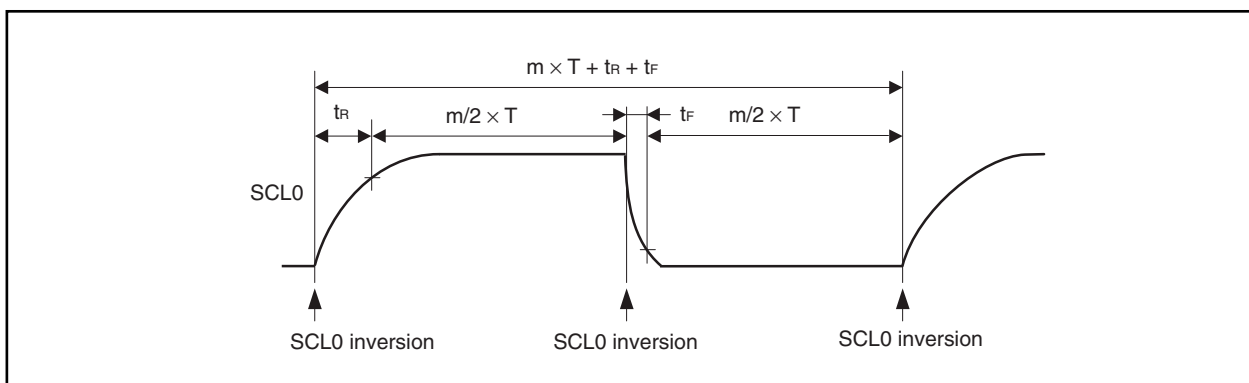 m × T + tR + tF
tR m/2 × T tF m/2 × T
SCL0
SCL0 inversion SCL0 inversion SCL0 inversion